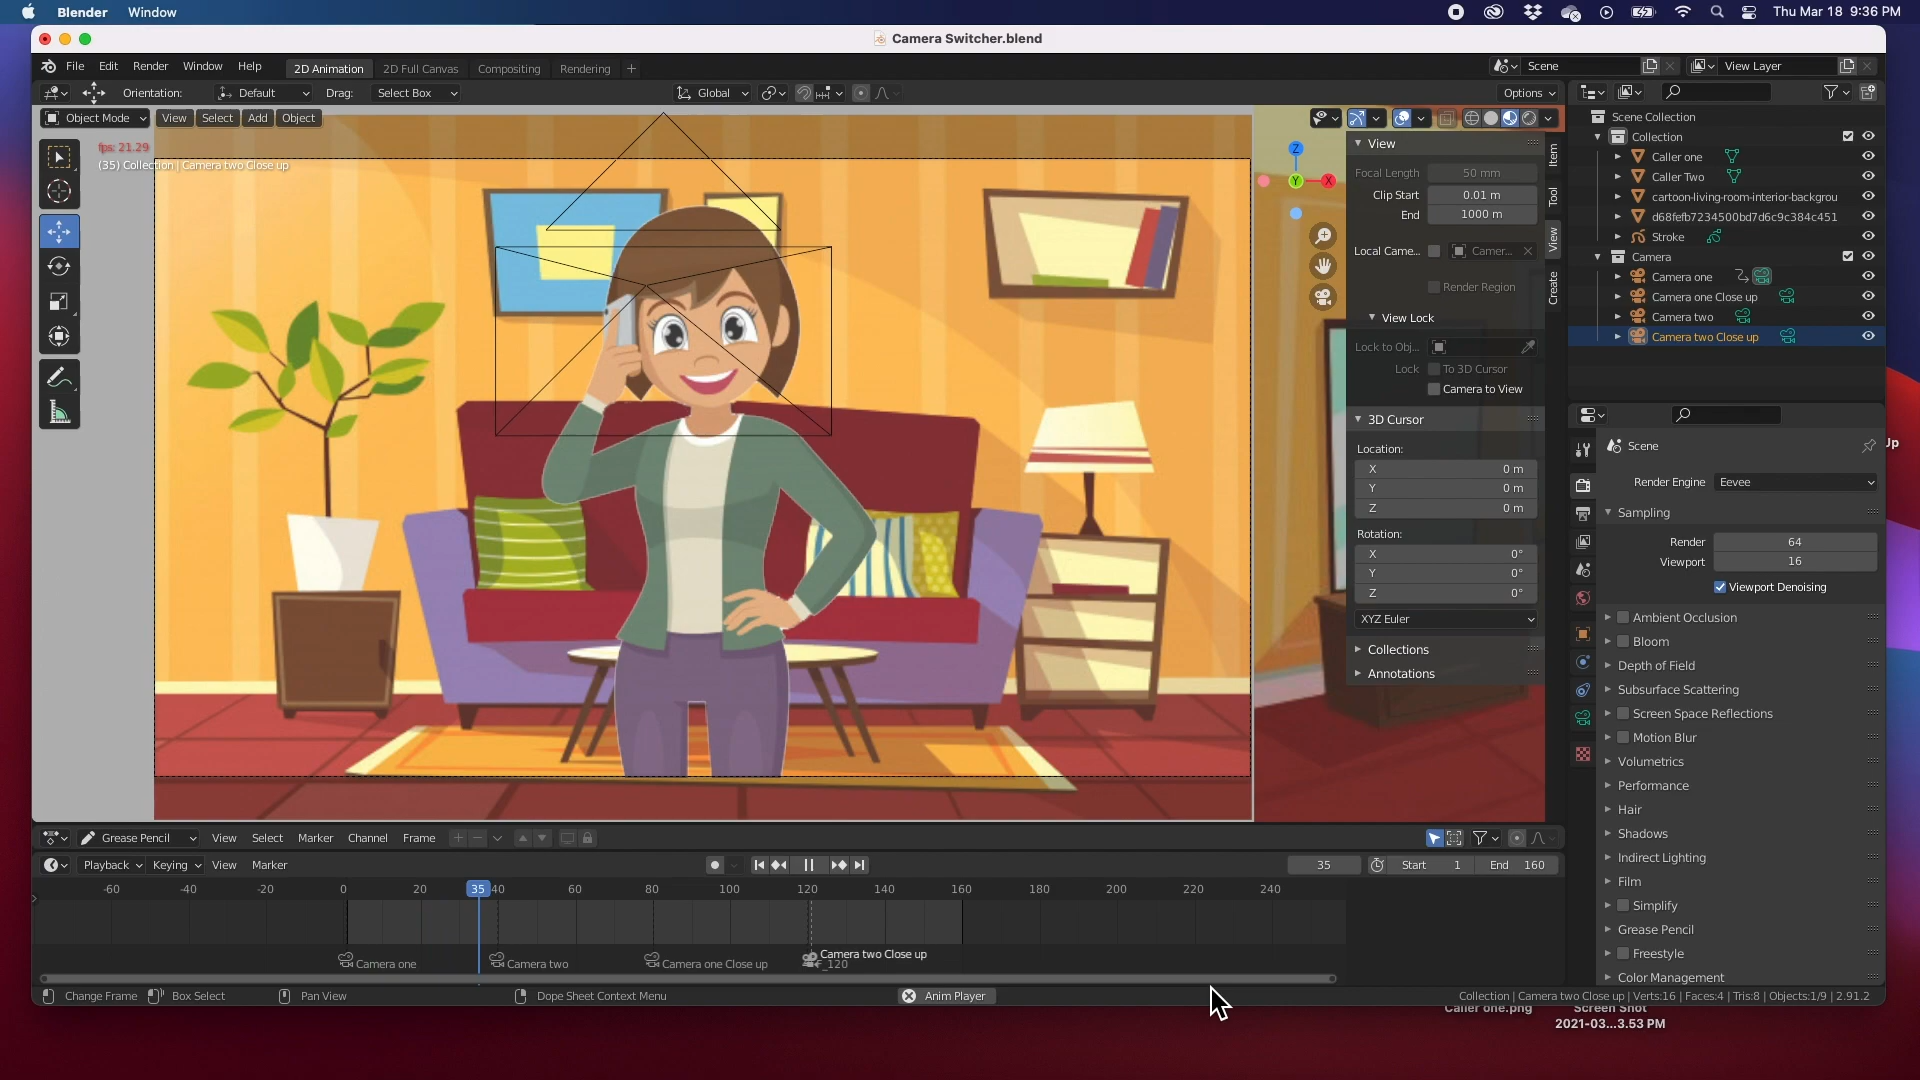 Blender Window Thu Mar 18 9:36 PM
Camera Switcher.blend
File Edit Render Window Help 2D Animation 2D Full Canvas Compositing Rendering + Scene View Layer
Orientation: Default Drag: Select Box Global Options
Object Mode View Select Add Object
fps: 21.29
(35) Collection | Camera two Close up
Z
Y
X
View
Focal Length 50 mm
Clip Start 0.01 m
End 1000 m
Local Came... Camer...
Render Region
View Lock
Lock to Obj...
Lock To 3D Cursor
Camera to View
3D Cursor
Location:
X 0 m
Y 0 m
Z 0 m
Rotation:
X 0°
Y 0°
Z 0°
XYZ Euler
Collections
Annotations
Item
Tool
View
Create
Scene Collection
Collection
Caller one
Caller Two
cartoon-living-room-interior-backgrou
d68fefb7234500bd7d6c9c384c451
Stroke
Camera
Camera one
Camera one Close up
Camera two
Camera two Close up
Scene
Render Engine Eevee
Sampling
Render 64
Viewport 16
Viewport Denoising
Ambient Occlusion
Bloom
Depth of Field
Subsurface Scattering
Screen Space Reflections
Motion Blur
Volumetrics
Performance
Hair
Shadows
Indirect Lighting
Film
Simplify
Grease Pencil
Freestyle
Color Management
Up
Grease Pencil View Select Marker Channel Frame
Playback Keying View Marker 35 Start 1 End 160
-60 -40 -20 0 20 35 40 60 80 100 120 140 160 180 200 220 240
Camera one Camera two Camera one Close up Camera two Close up
F_120
Change Frame Box Select Pan View Dope Sheet Context Menu Anim Player Collection | Camera two Close up | Verts:16 | Faces:4 | Tris:8 | Objects:1/9 | 2.91.2
Caller one.png Screen Shot
2021-03...3.53 PM